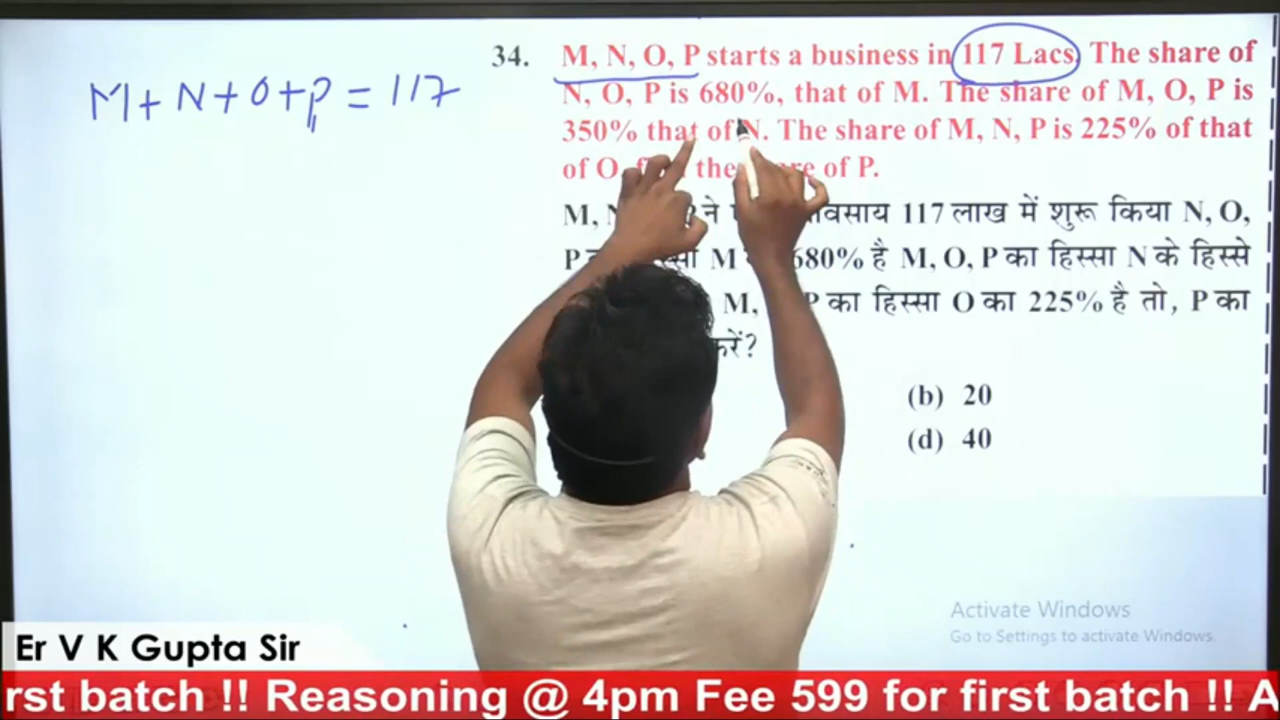 M+N+O+P = 117
34. M, N, O, P starts a business in 117 Lacs. The share of
N, O, P is 680%, that of M. The share of M, O, P is
350% that of N. The share of M, N, P is 225% of that
of O, the of P.
M, ने 117 लाख में शुरू किया N, O,
P M 680% है M, O, P का हिस्सा N के हिस्से
M, P का हिस्सा O का 225% है तो, P का
करें?
(b) 20
(d) 40
Activate Windows
Go to Settings to activate Windows.
Er V K Gupta Sir
rst batch !! Reasoning @ 4pm Fee 599 for first batch !! A